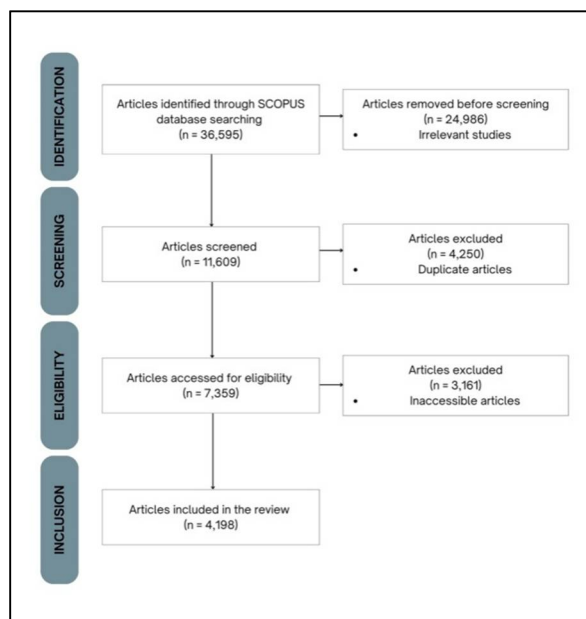 IDENTIFICATION
Articles identified through SCOPUS
database searching
(n = 36,595)
Articles removed before screening
(n = 24,986)
• Irrelevant studies
SCREENING
Articles screened
(n = 11,609)
Articles excluded
(n = 4,250)
• Duplicate articles
ELIGIBILITY
Articles accessed for eligibility
(n = 7,359)
Articles excluded
(n = 3,161)
• Inaccessible articles
INCLUSION
Articles included in the review
(n = 4,198)